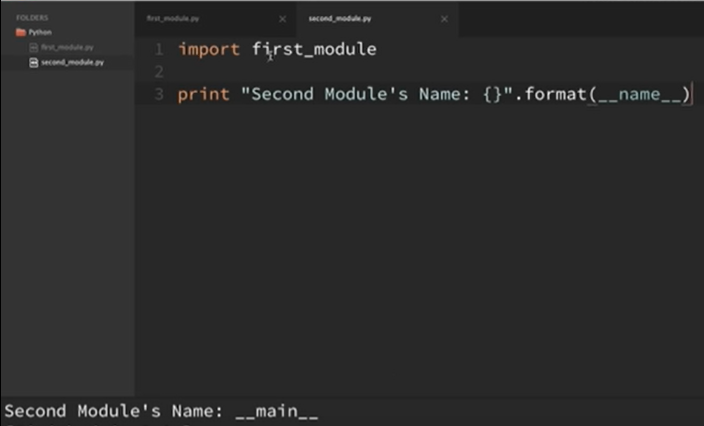 FOLDERS
Python
first_module.py
second_module.py
first_module.py ×
second_module.py ×
1 import first_module
2
3 print "Second Module's Name: {}".format(__name__)
Second Module's Name: __main__